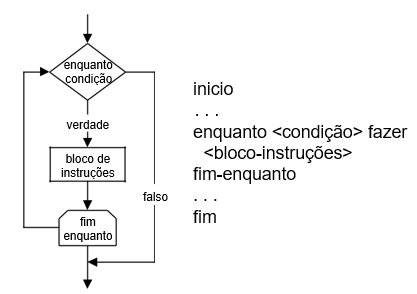 enquanto
condição
verdade
bloco de
instruções
falso
fim
enquanto
inicio
. . .
enquanto <condição> fazer
<bloco-instruções>
fim-enquanto
. . .
fim